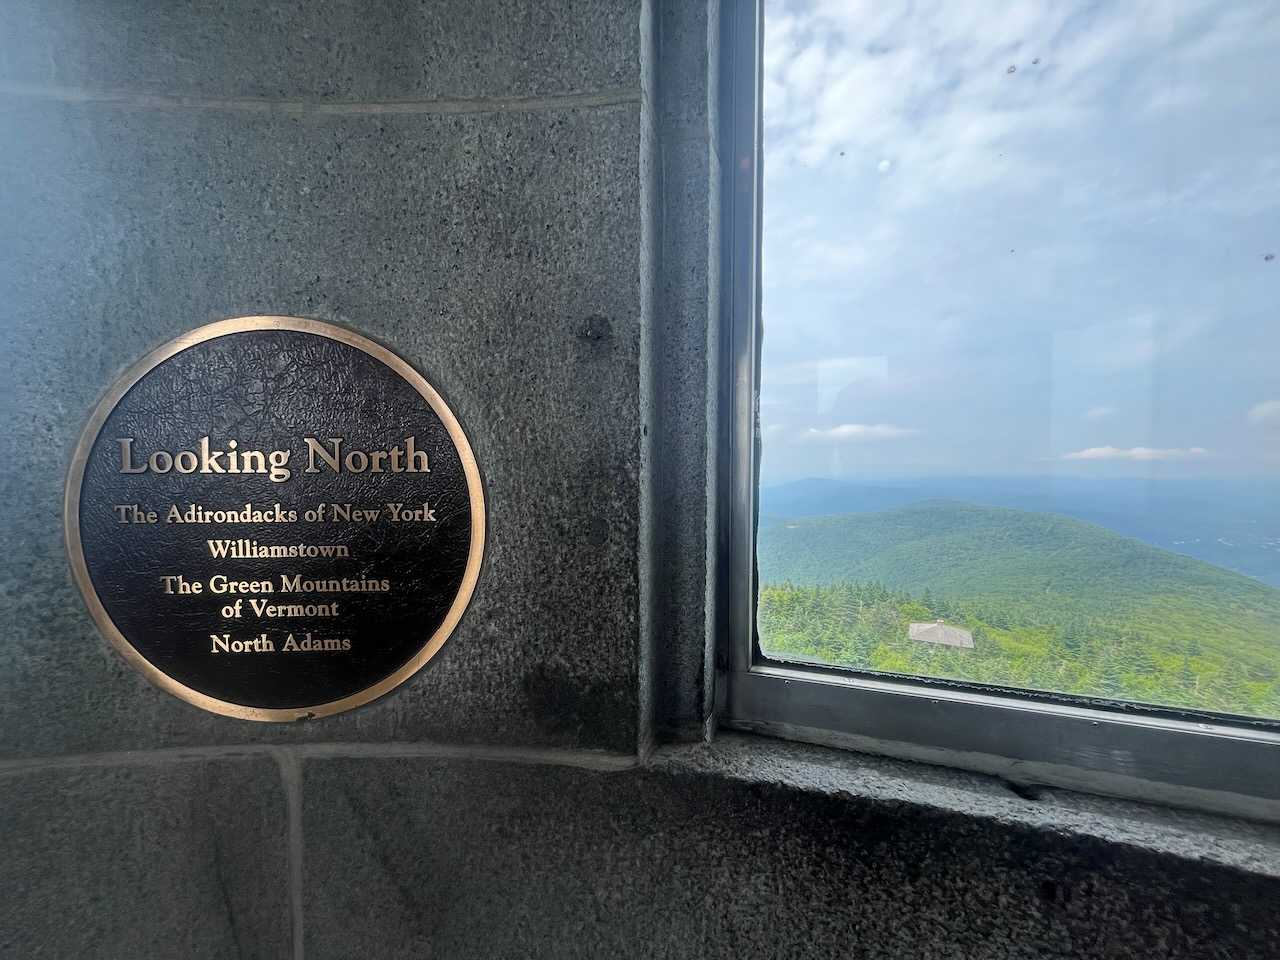 Looking North
The Adirondacks of New York
Williamstown
The Green Mountains
of Vermont
North Adams